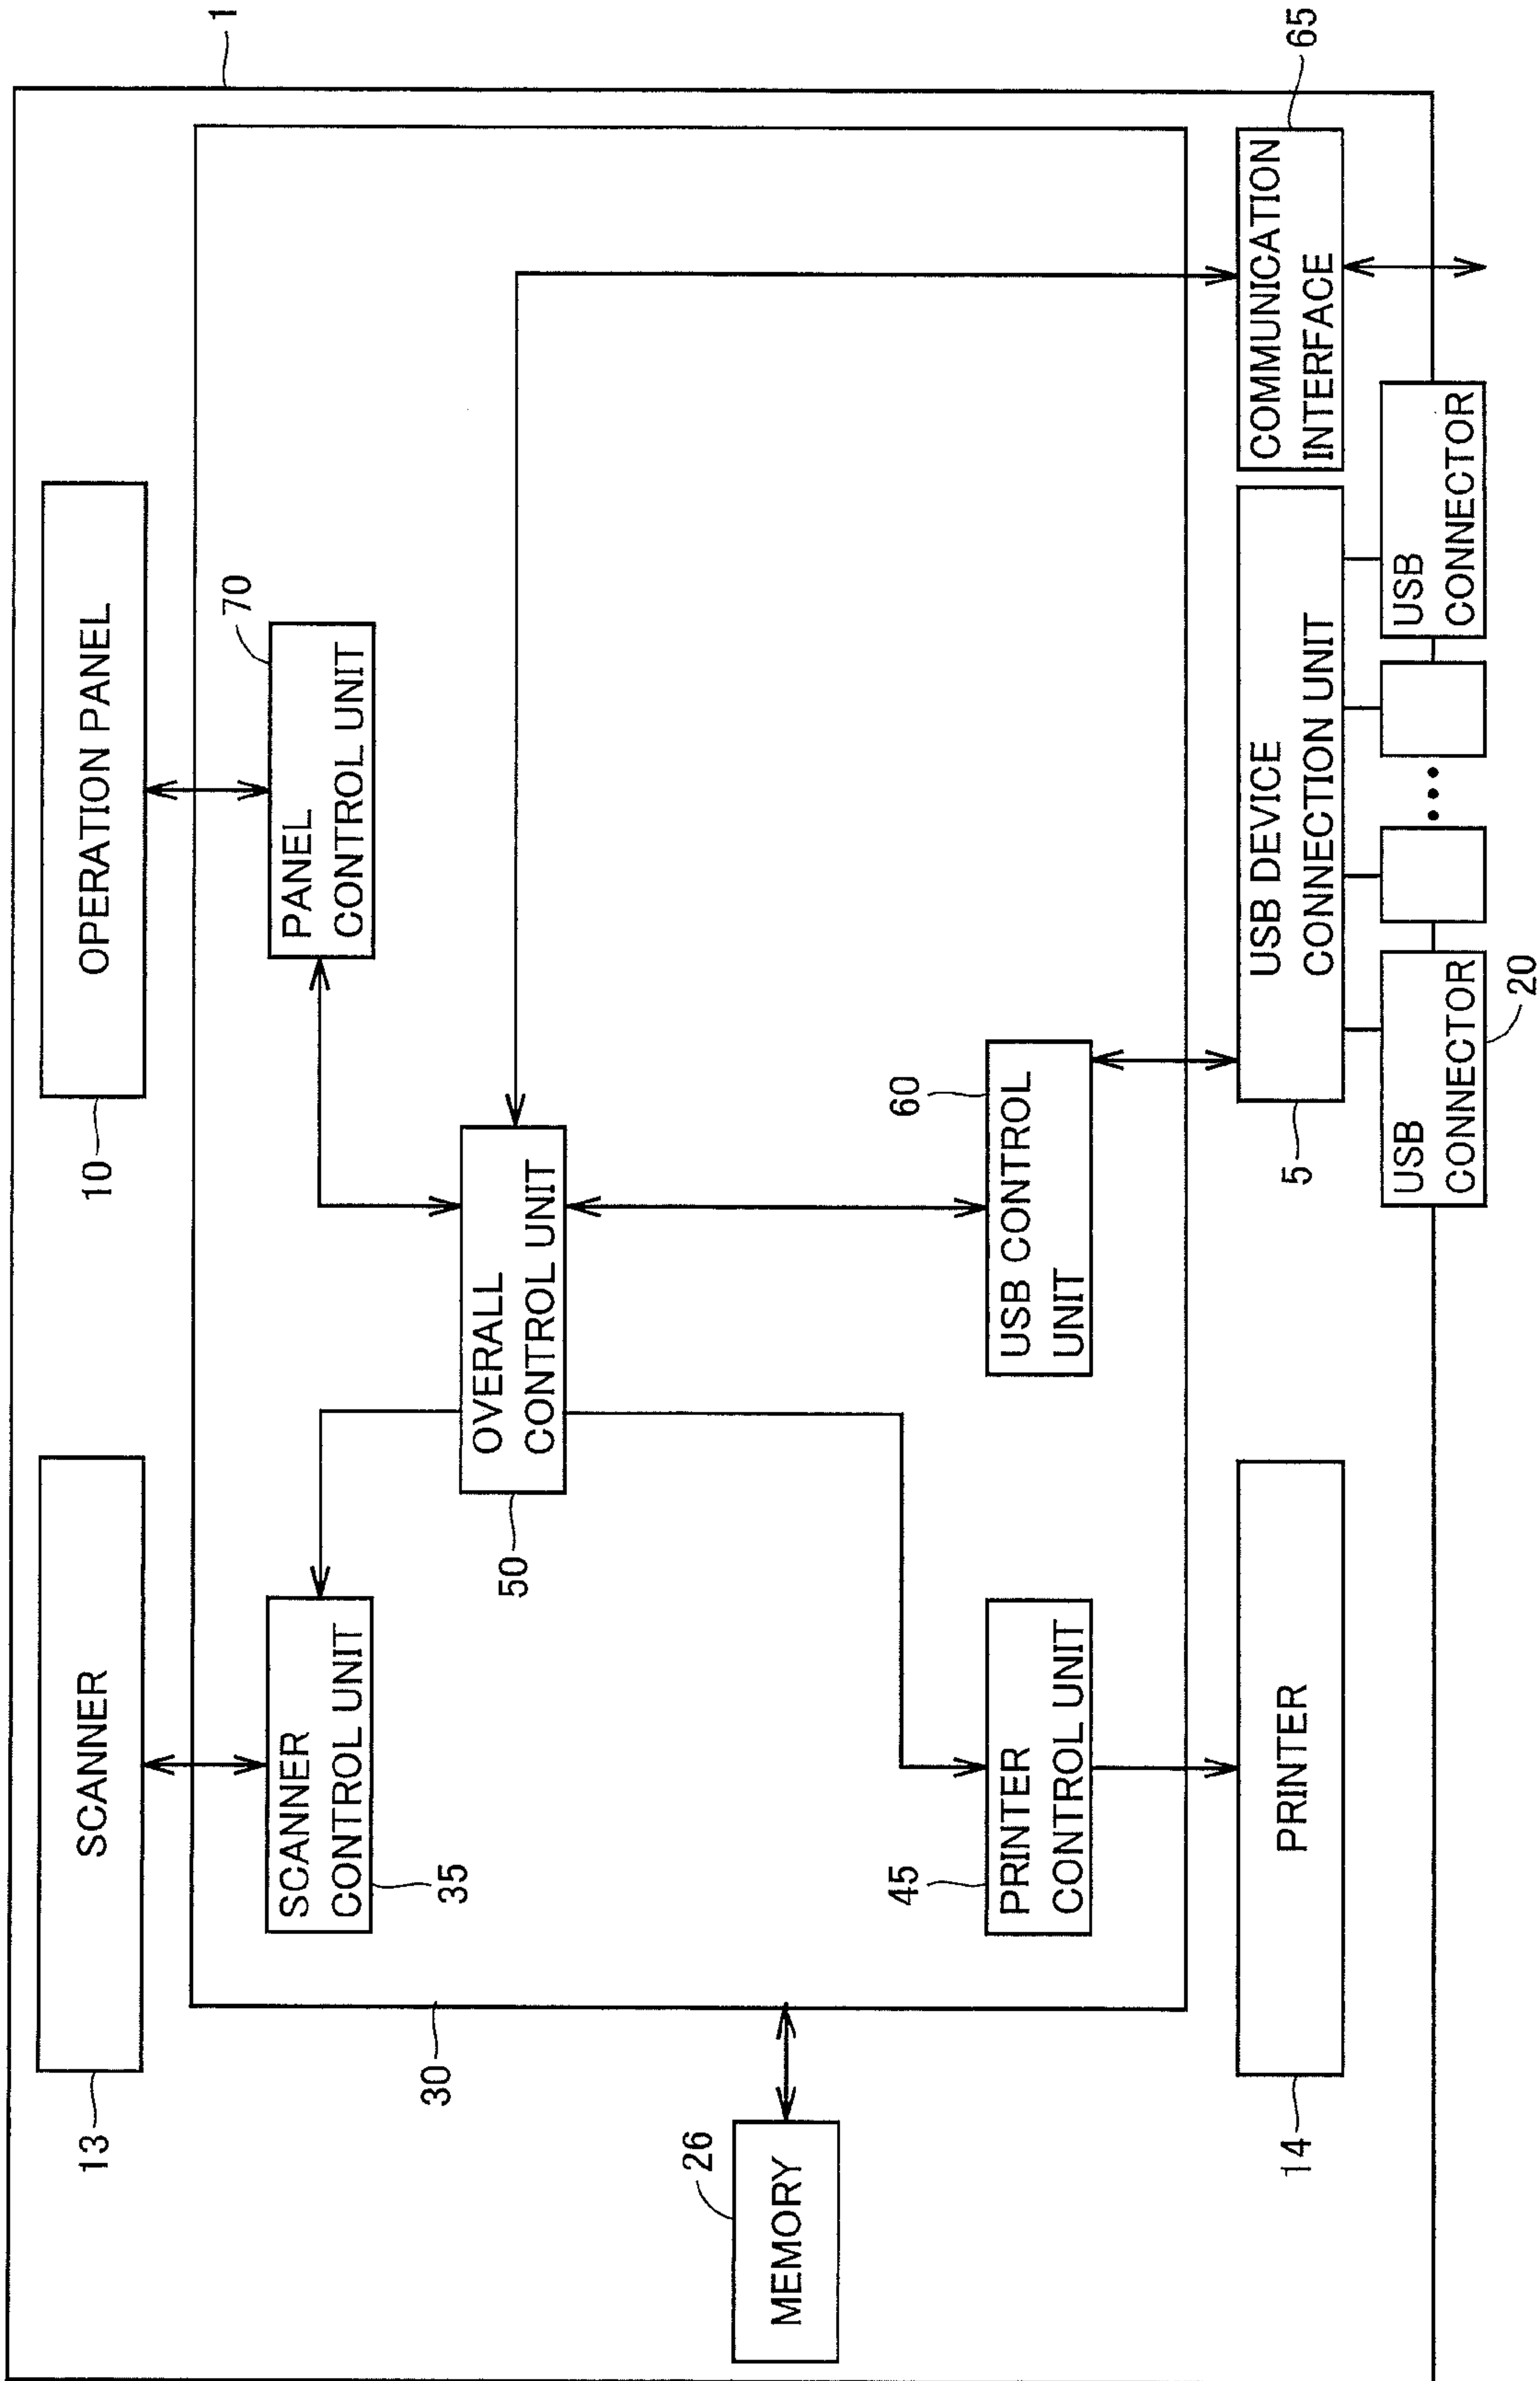 1
SCANNER
13
OPERATION PANEL
10
SCANNER
CONTROL UNIT
35
PANEL
CONTROL UNIT
70
30
OVERALL
CONTROL UNIT
50
MEMORY
26
PRINTER
CONTROL UNIT
45
USB CONTROL
UNIT
60
PRINTER
14
USB DEVICE
CONNECTION UNIT
5
COMMUNICATION
INTERFACE
65
USB
CONNECTOR
20
USB
CONNECTOR